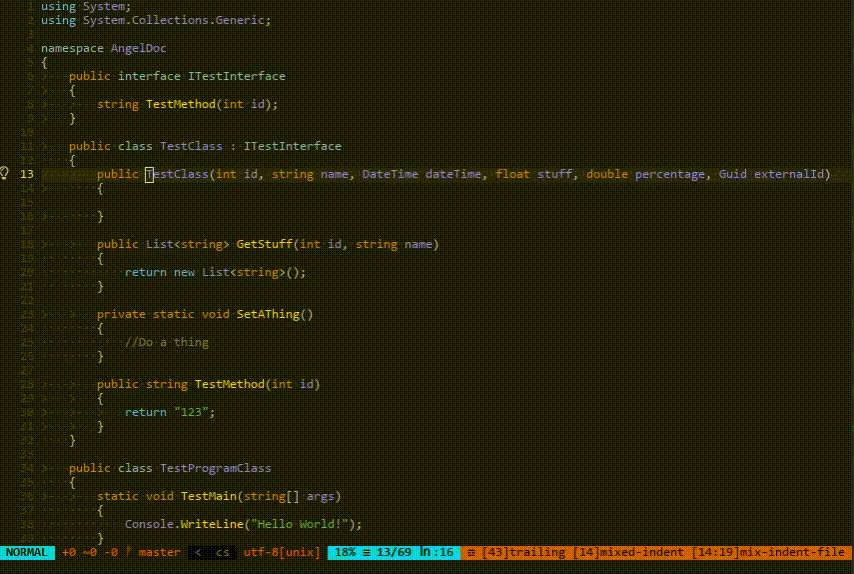 1 using System;
2 using System.Collections.Generic;
3
4 namespace AngelDoc
5 {
6 public interface ITestInterface
7 {
8 string TestMethod(int id);
9 }
10
11 public class TestClass : ITestInterface
12 {
13 public TestClass(int id, string name, DateTime dateTime, float stuff, double percentage, Guid externalId)
14 {
15
16 }
17
18 public List<string> GetStuff(int id, string name)
19 {
20 return new List<string>();
21 }
22
23 private static void SetAThing()
24 {
25 //Do a thing
26 }
27
28 public string TestMethod(int id)
29 {
30 return "123";
31 }
32 }
33
34 public class TestProgramClass
35 {
36 static void TestMain(string[] args)
37 {
38 Console.WriteLine("Hello World!");
39 }
NORMAL +0 ~0 -0 ᚠ master < cs utf-8[unix] 18% ≡ 13/69 ln:16 ≡ [43]trailing [14]mixed-indent [14:19]mix-indent-file